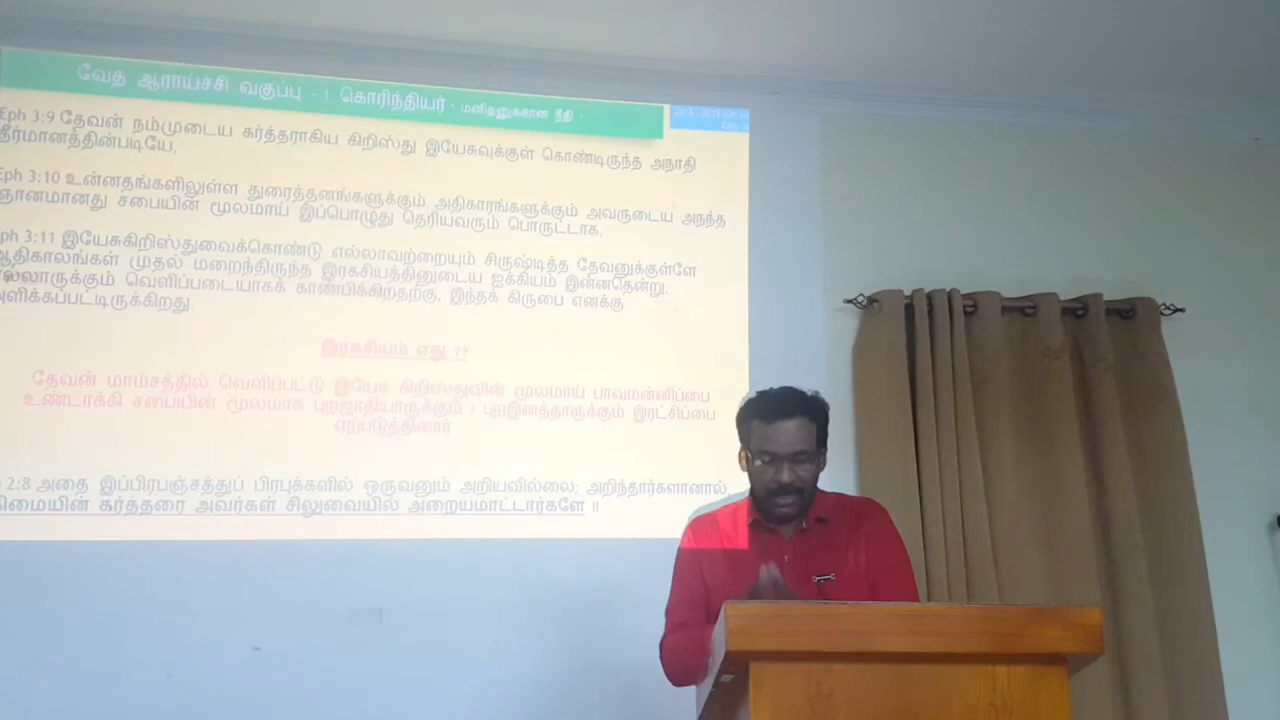 வேத ஆராய்ச்சி வகுப்பு - 1 கொரிந்தியர் - மனிதனுக்கான நீதி -
Eph 3:9 தேவன் நம்முடைய கர்த்தராகிய கிறிஸ்து இயேசுவுக்குள் கொண்டிருந்த அநாதி
தீர்மானத்தின்படியே,
Eph 3:10 உன்னதங்களிலுள்ள துரைத்தனங்களுக்கும் அதிகாரங்களுக்கும் அவருடைய அநந்த
ஞானமானது சபையின் மூலமாய் இப்பொழுது தெரியவரும் பொருட்டாக,
ph 3:11 இயேசுகிறிஸ்துவைக்கொண்டு எல்லாவற்றையும் சிருஷ்டித்த தேவனுக்குள்ளே
ஆதிகாலங்கள் முதல் மறைந்திருந்த இரகசியத்தினுடைய ஐக்கியம் இன்னதென்று,
எல்லாருக்கும் வெளிப்படையாகக் காண்பிக்கிறதற்கு, இந்தக் கிருபை எனக்கு
அளிக்கப்பட்டிருக்கிறது.
இரகசியம் எது ??
தேவன் மாம்சத்தில் வெளிப்பட்டு இயேசு கிறிஸ்துவின் மூலமாய் பாவமன்னிப்பை
உண்டாக்கி சபையின் மூலமாக புறஜாதியாருக்கும் / புறஇனத்தாருக்கும் இரட்சிப்பை
ஏற்படுத்தினார்
2:8 அதை இப்பிரபஞ்சத்துப் பிரபுக்களில் ஒருவனும் அறியவில்லை; அறிந்தார்களானால்
மகிமையின் கர்த்தரை அவர்கள் சிலுவையில் அறையமாட்டார்களே ||